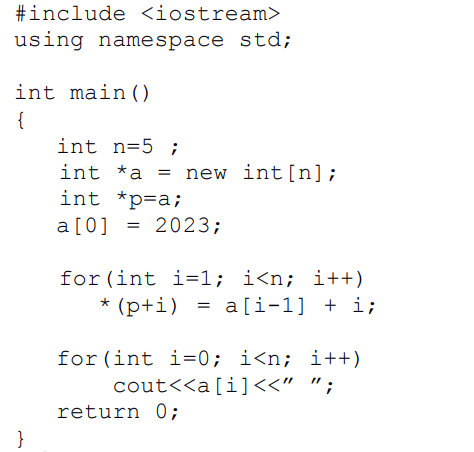 #include <iostream>
using namespace std;
int main()
{
int n=5 ;
int *a = new int[n];
int *p=a;
a[0] = 2023;
for(int i=1; i<n; i++)
*(p+i) = a[i-1] + i;
for(int i=0; i<n; i++)
cout<<a[i]<<” ”;
return 0;
}